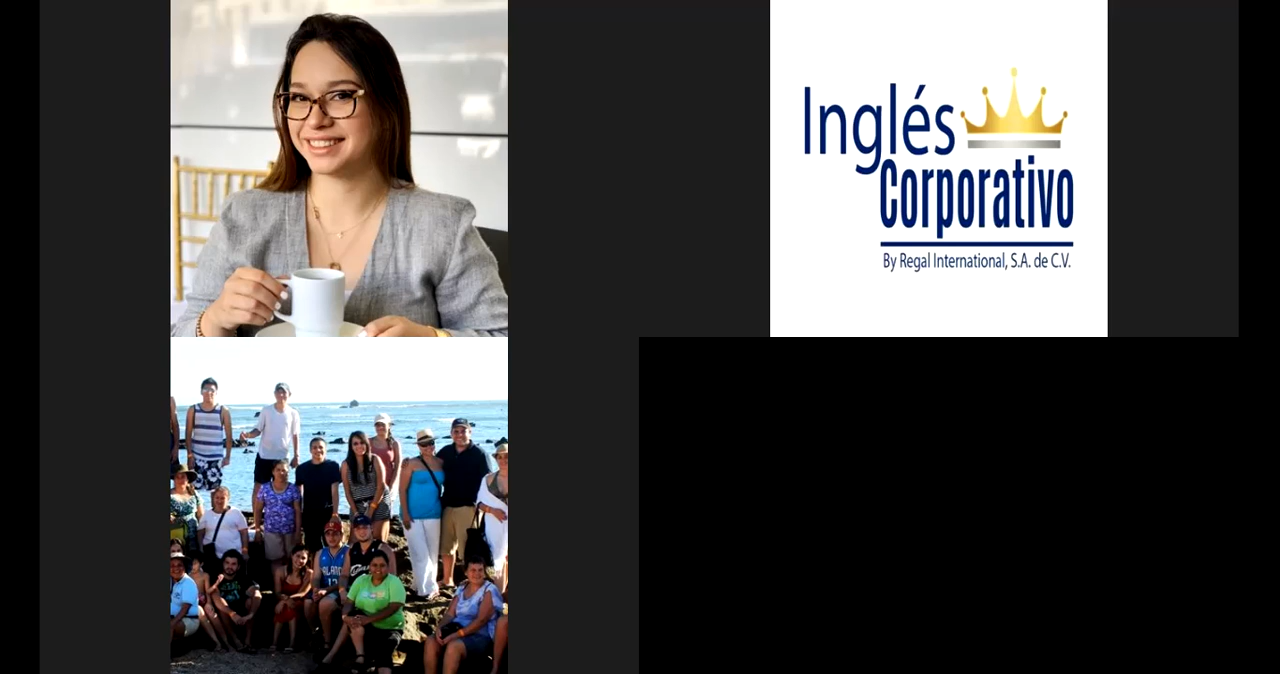 Inglés
Corporativo
By Regal International, S.A. de C.V.